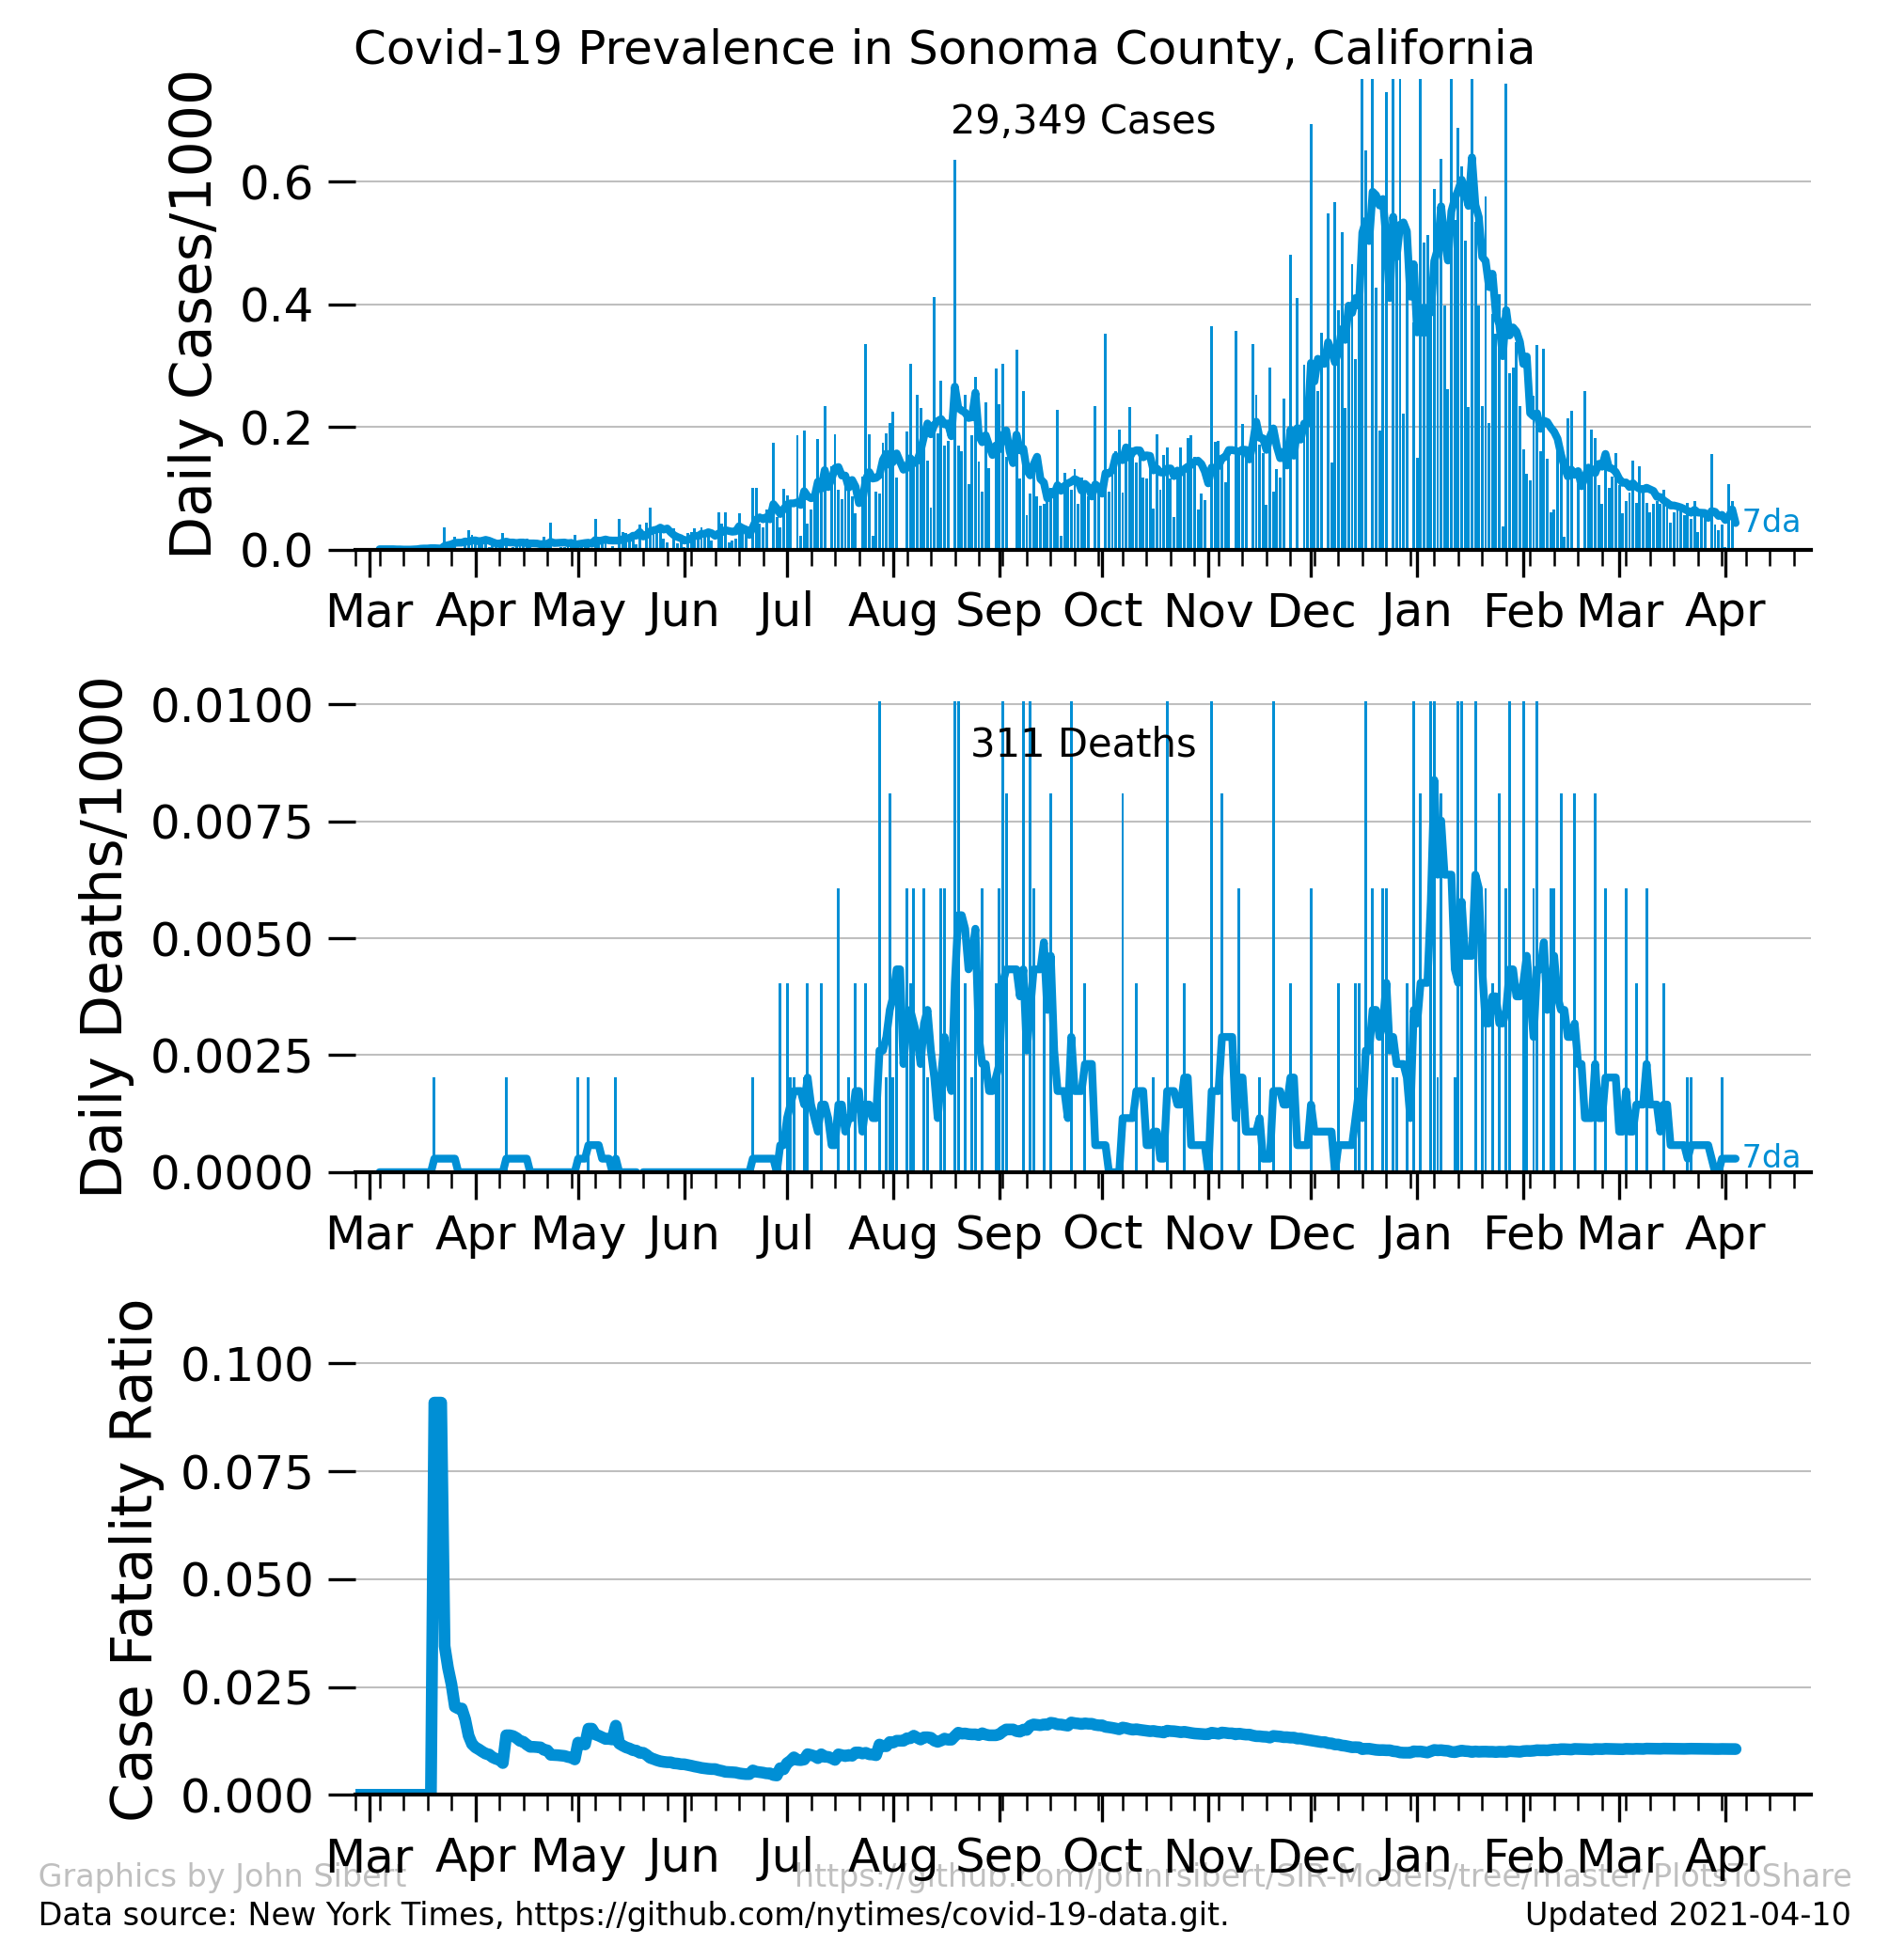 Covid-19 Prevalence in Sonoma County, California
29,349 Cases
Daily Cases/1000
0.6
0.4
0.2
0.0
7da
Mar Apr May Jun Jul Aug Sep Oct Nov Dec Jan Feb Mar Apr
311 Deaths
Daily Deaths/1000
0.0100
0.0075
0.0050
0.0025
0.0000
7da
Mar Apr May Jun Jul Aug Sep Oct Nov Dec Jan Feb Mar Apr
Case Fatality Ratio
0.100
0.075
0.050
0.025
0.000
Mar Apr May Jun Jul Aug Sep Oct Nov Dec Jan Feb Mar Apr
Graphics by John Sibert https://github.com/johnrsibert/SIR-Models/tree/master/PlotsToShare
Data source: New York Times, https://github.com/nytimes/covid-19-data.git. Updated 2021-04-10